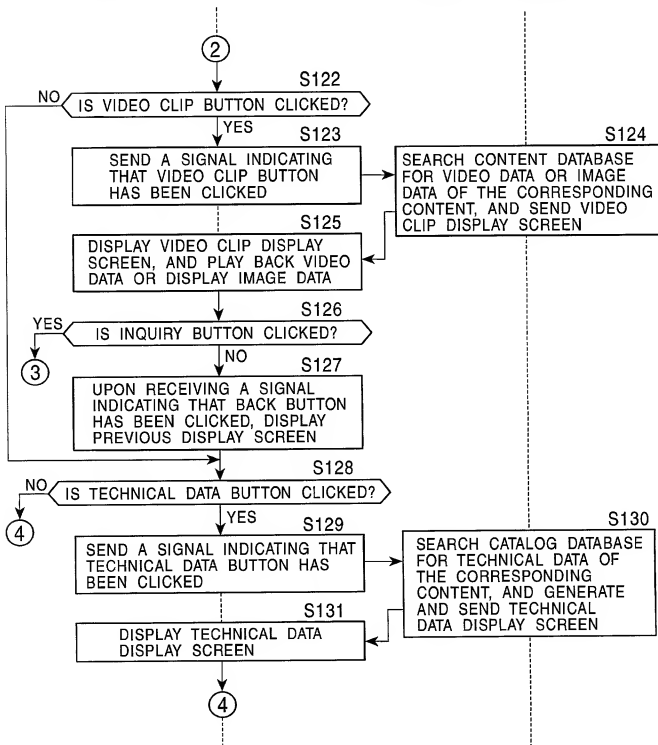 2
S122
NO
IS VIDEO CLIP BUTTON CLICKED?
YES
S123
SEND A SIGNAL INDICATING
THAT VIDEO CLIP BUTTON
HAS BEEN CLICKED
S124
SEARCH CONTENT DATABASE
FOR VIDEO DATA OR IMAGE
DATA OF THE CORRESPONDING
CONTENT, AND SEND VIDEO
CLIP DISPLAY SCREEN
S125
DISPLAY VIDEO CLIP DISPLAY
SCREEN, AND PLAY BACK VIDEO
DATA OR DISPLAY IMAGE DATA
S126
YES
IS INQUIRY BUTTON CLICKED?
3
NO
S127
UPON RECEIVING A SIGNAL
INDICATING THAT BACK BUTTON
HAS BEEN CLICKED, DISPLAY
PREVIOUS DISPLAY SCREEN
S128
NO
IS TECHNICAL DATA BUTTON CLICKED?
4
YES
S129
SEND A SIGNAL INDICATING THAT
TECHNICAL DATA BUTTON HAS
BEEN CLICKED
S130
SEARCH CATALOG DATABASE
FOR TECHNICAL DATA OF
THE CORRESPONDING
CONTENT, AND GENERATE
AND SEND TECHNICAL
DATA DISPLAY SCREEN
S131
DISPLAY TECHNICAL DATA
DISPLAY SCREEN
4